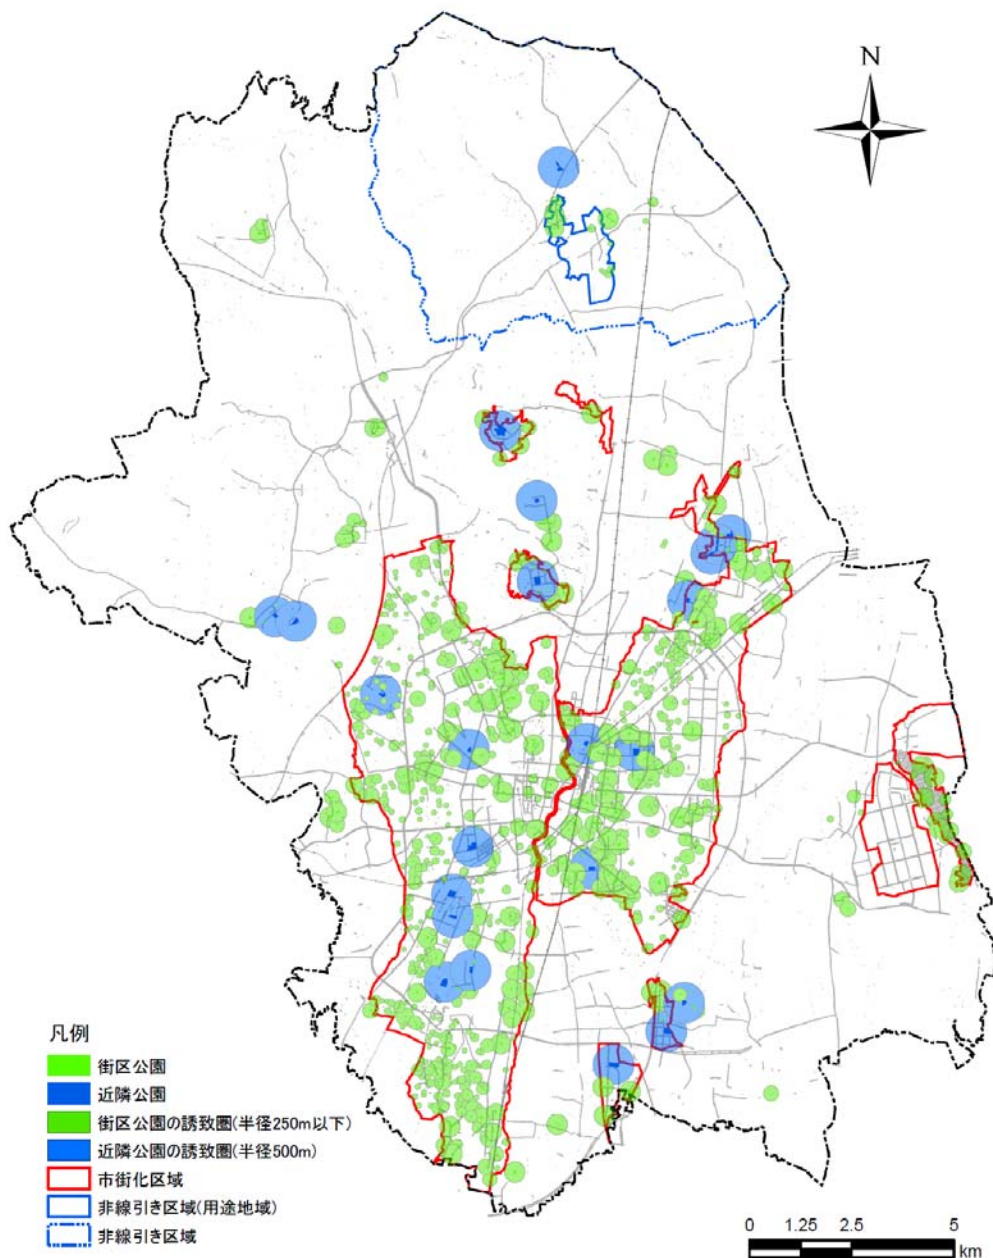 N
凡例
街区公園
近隣公園
街区公園の誘致圏(半径250m以下)
近隣公園の誘致圏(半径500m)
市街化区域
非線引き区域(用途地域)
非線引き区域
0 1.25 2.5 5
km